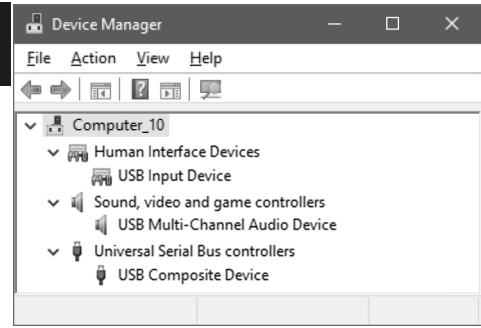 Device Manager
File Action View Help
Computer_10
Human Interface Devices
USB Input Device
Sound, video and game controllers
USB Multi-Channel Audio Device
Universal Serial Bus controllers
USB Composite Device